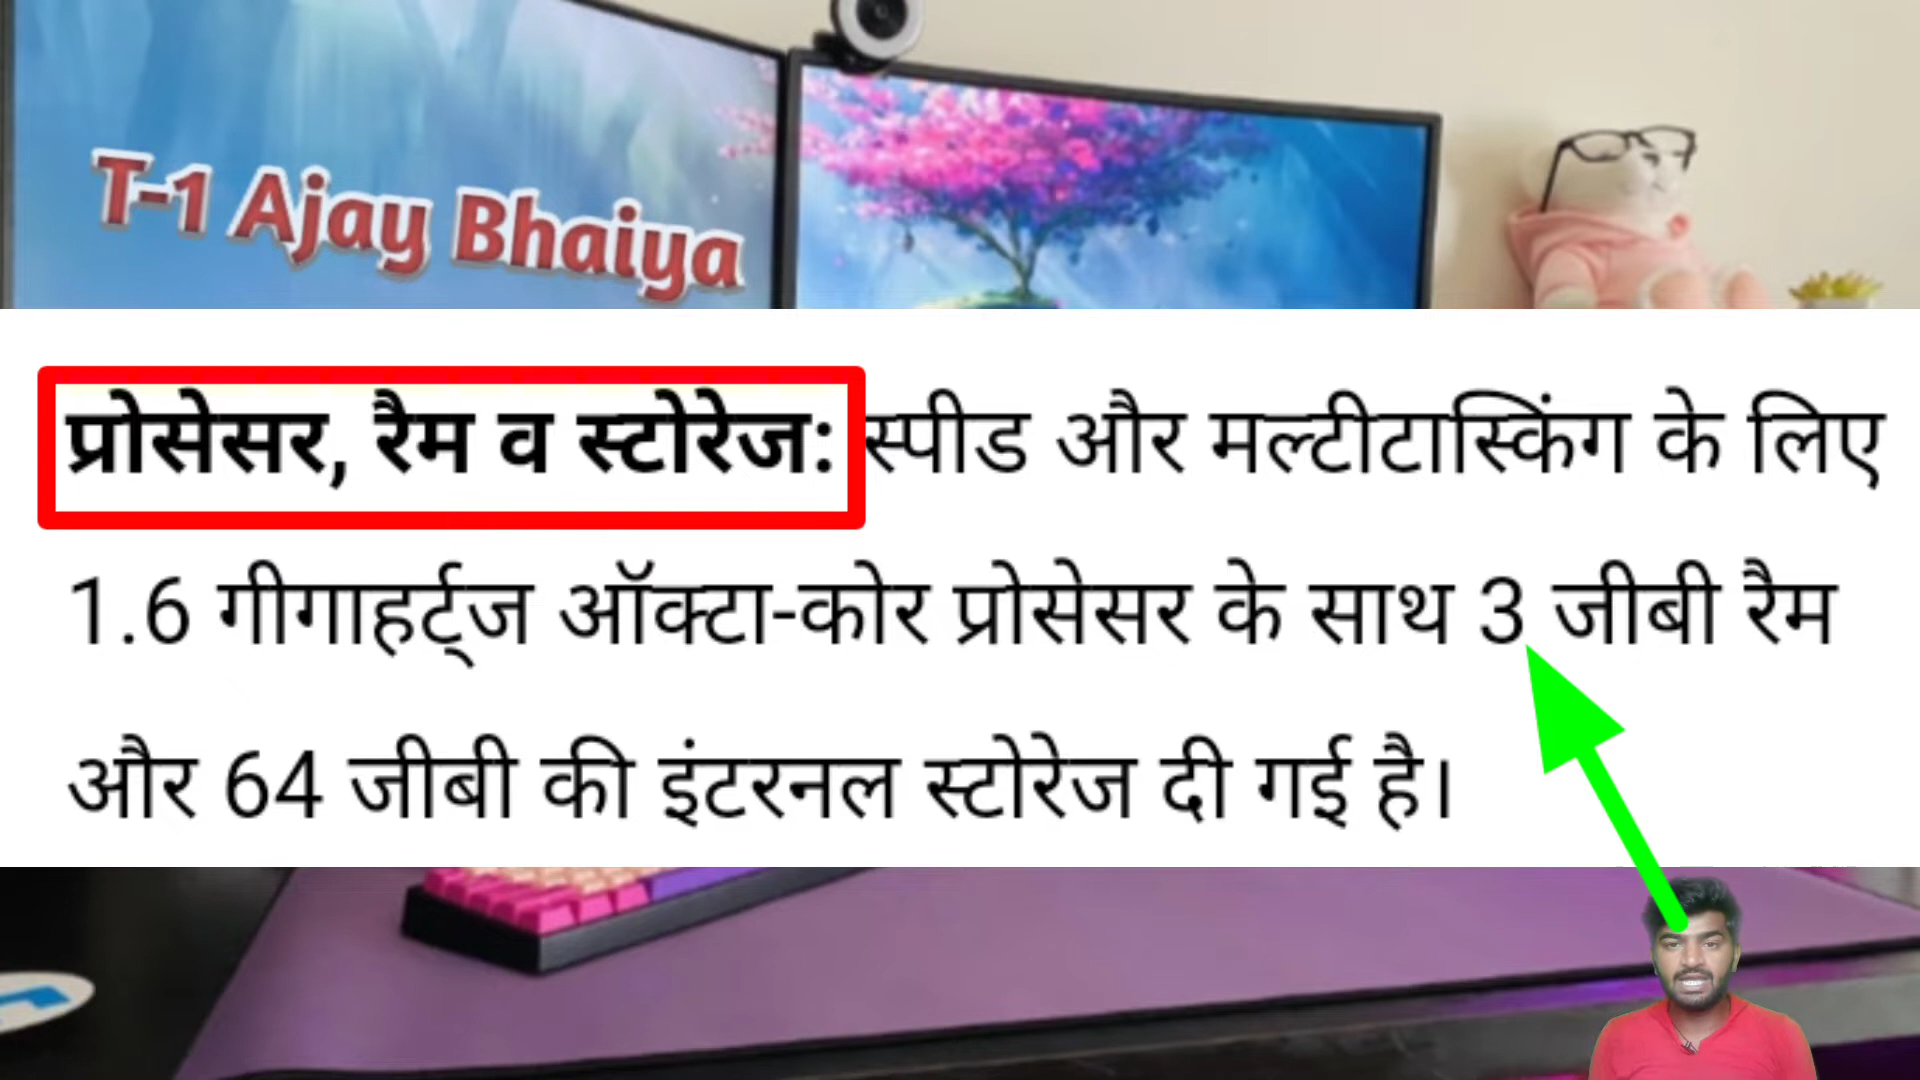 T-1 Ajay Bhaiya
प्रोसेसर, रैम व स्टोरेज: स्पीड और मल्टीटास्किंग के लिए
1.6 गीगाहर्ट्ज ऑक्टा-कोर प्रोसेसर के साथ 3 जीबी रैम
और 64 जीबी की इंटरनल स्टोरेज दी गई है।